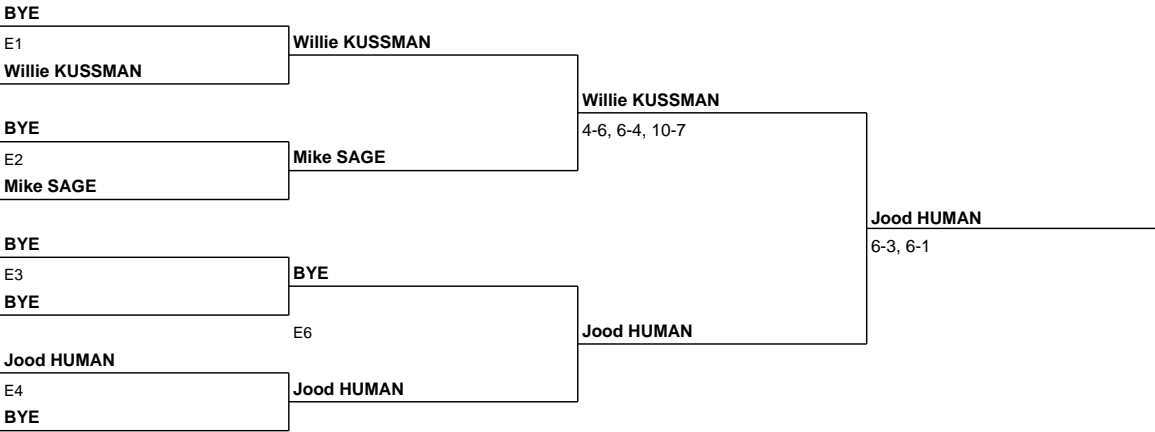 BYE
E1
Willie KUSSMAN
Willie KUSSMAN
BYE
E2
Mike SAGE
Mike SAGE
Willie KUSSMAN
4-6, 6-4, 10-7
BYE
E3
BYE
BYE
E6
Jood HUMAN
E4
BYE
Jood HUMAN
Jood HUMAN
Jood HUMAN
6-3, 6-1